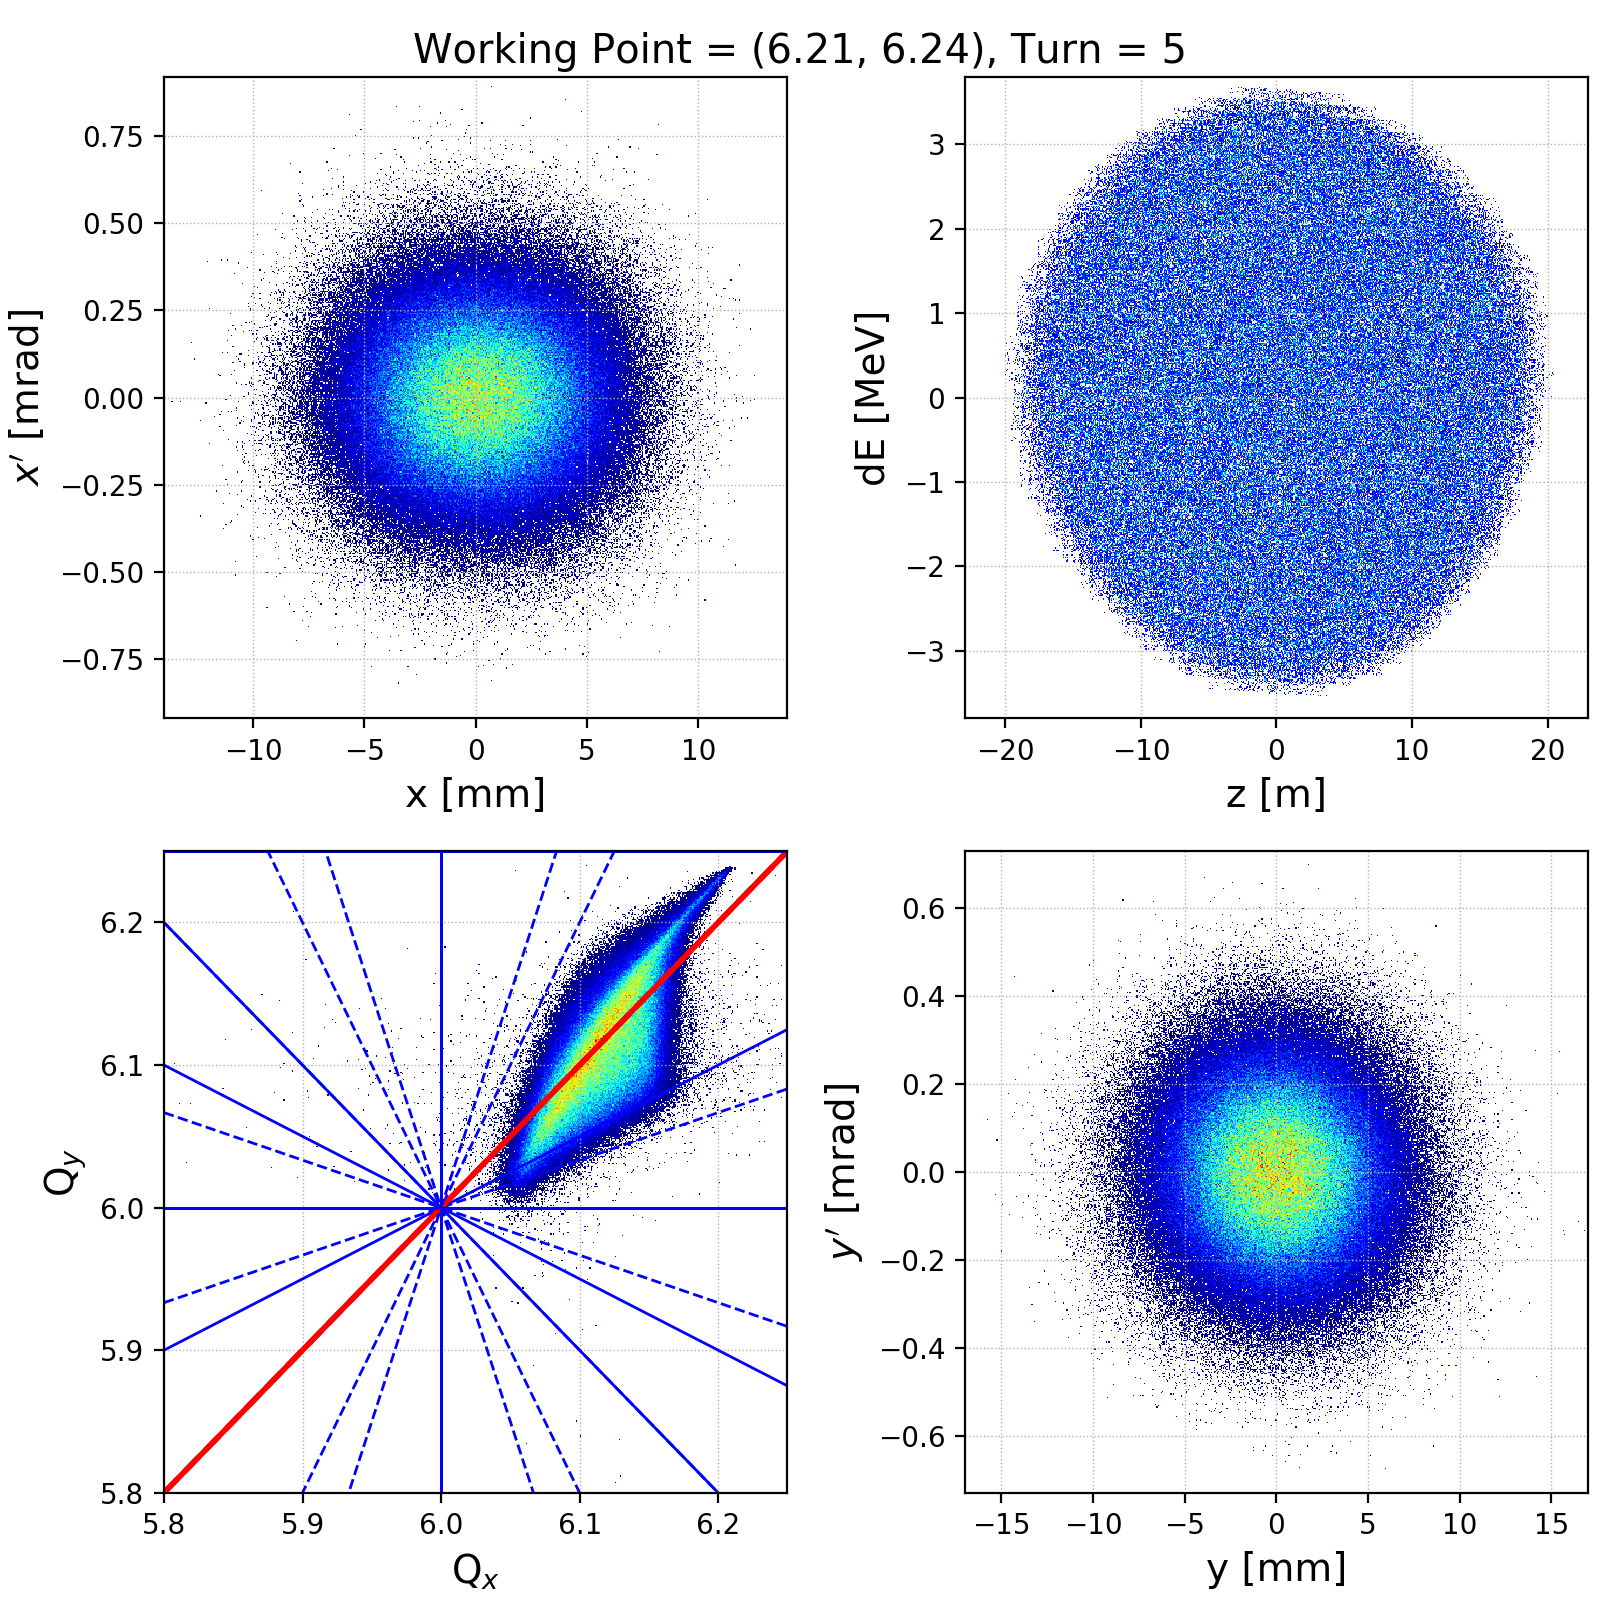 Working Point = (6.21, 6.24), Turn = 5
0.75
0.50
0.25
0.00
−0.25
−0.50
−0.75
x′ [mrad]
−10 −5 0 5 10
x [mm]
3
2
1
0
−1
−2
−3
dE [MeV]
−20 −10 0 10 20
z [m]
6.2
6.1
6.0
5.9
5.8
Qy
5.8 5.9 6.0 6.1 6.2
Qx
0.6
0.4
0.2
0.0
−0.2
−0.4
−0.6
y′ [mrad]
−15 −10 −5 0 5 10 15
y [mm]